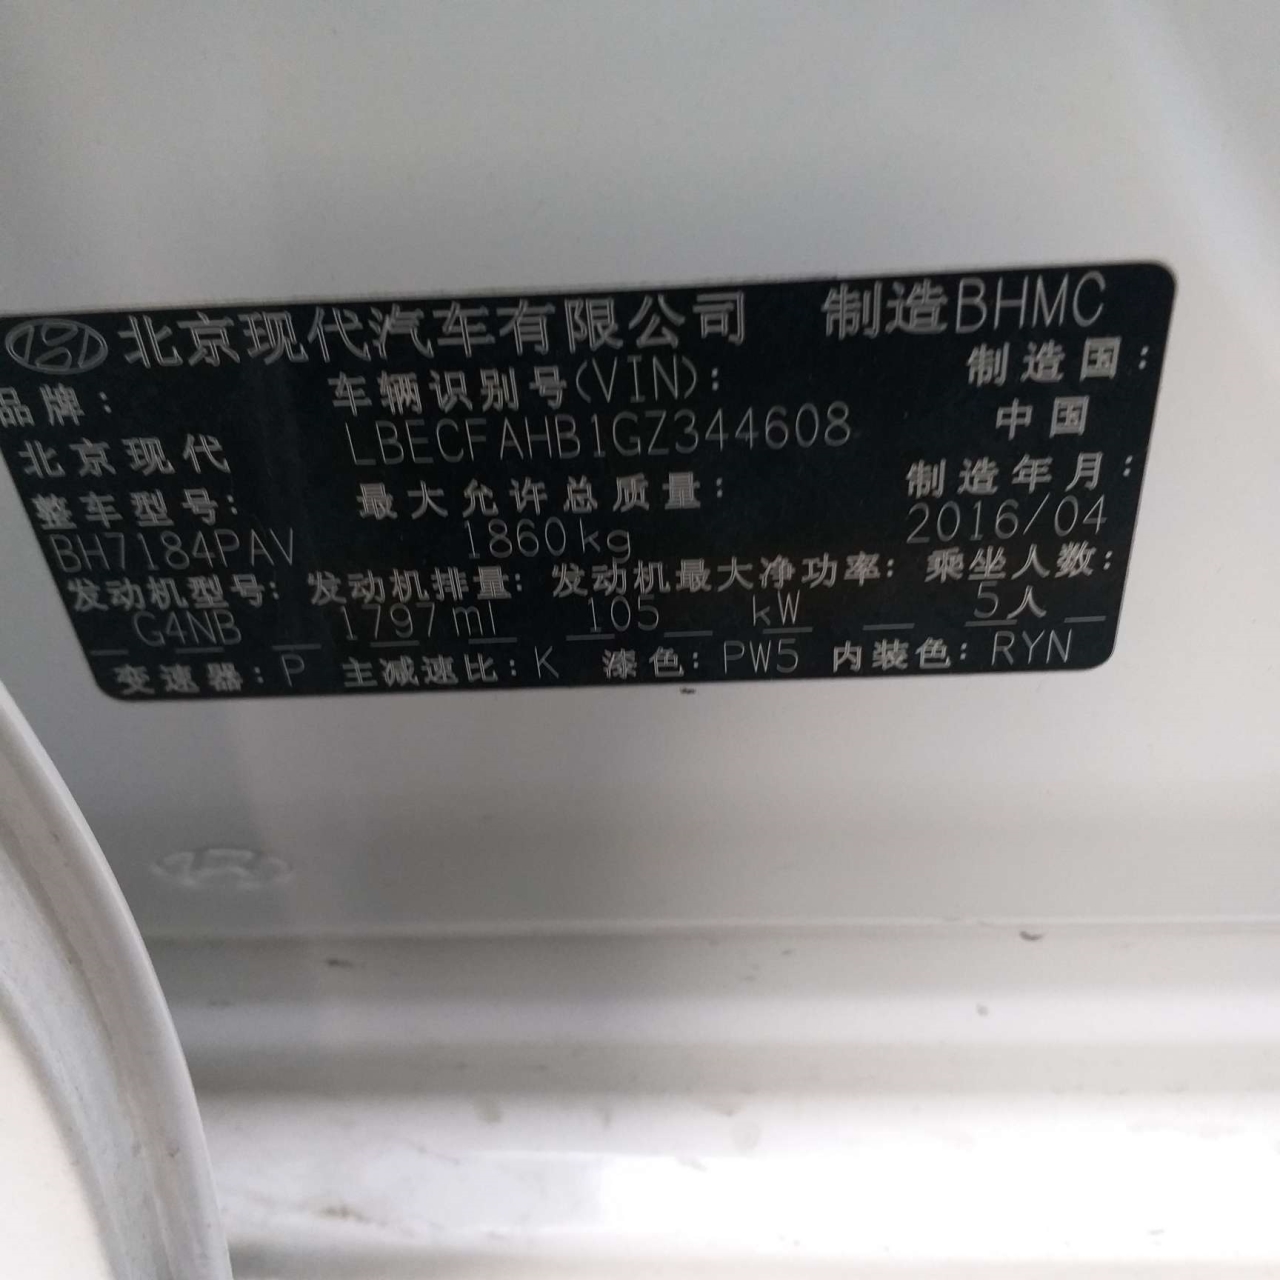 北京现代汽车有限公司 制造BHMC
品牌: 车辆识别号(VIN): 制造国:
北京现代 LBECFAHB1GZ344608 中国
整车型号: 最大允许总质量: 制造年月:
BH7184PAV 1860kg 2016/04
发动机型号: 发动机排量: 发动机最大净功率: 乘坐人数:
G4NB 1797ml 105 kW 5人
变速器: P 主减速比: K 漆色: PW5 内装色: RYN